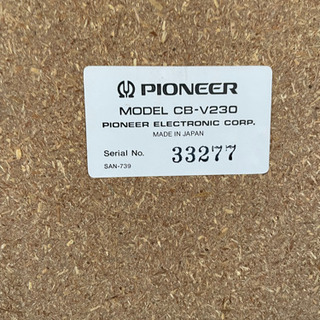 PIONEER
MODEL CB-V230
PIONEER ELECTRONIC CORP.
MADE IN JAPAN
Serial No. 33277
SAN-739